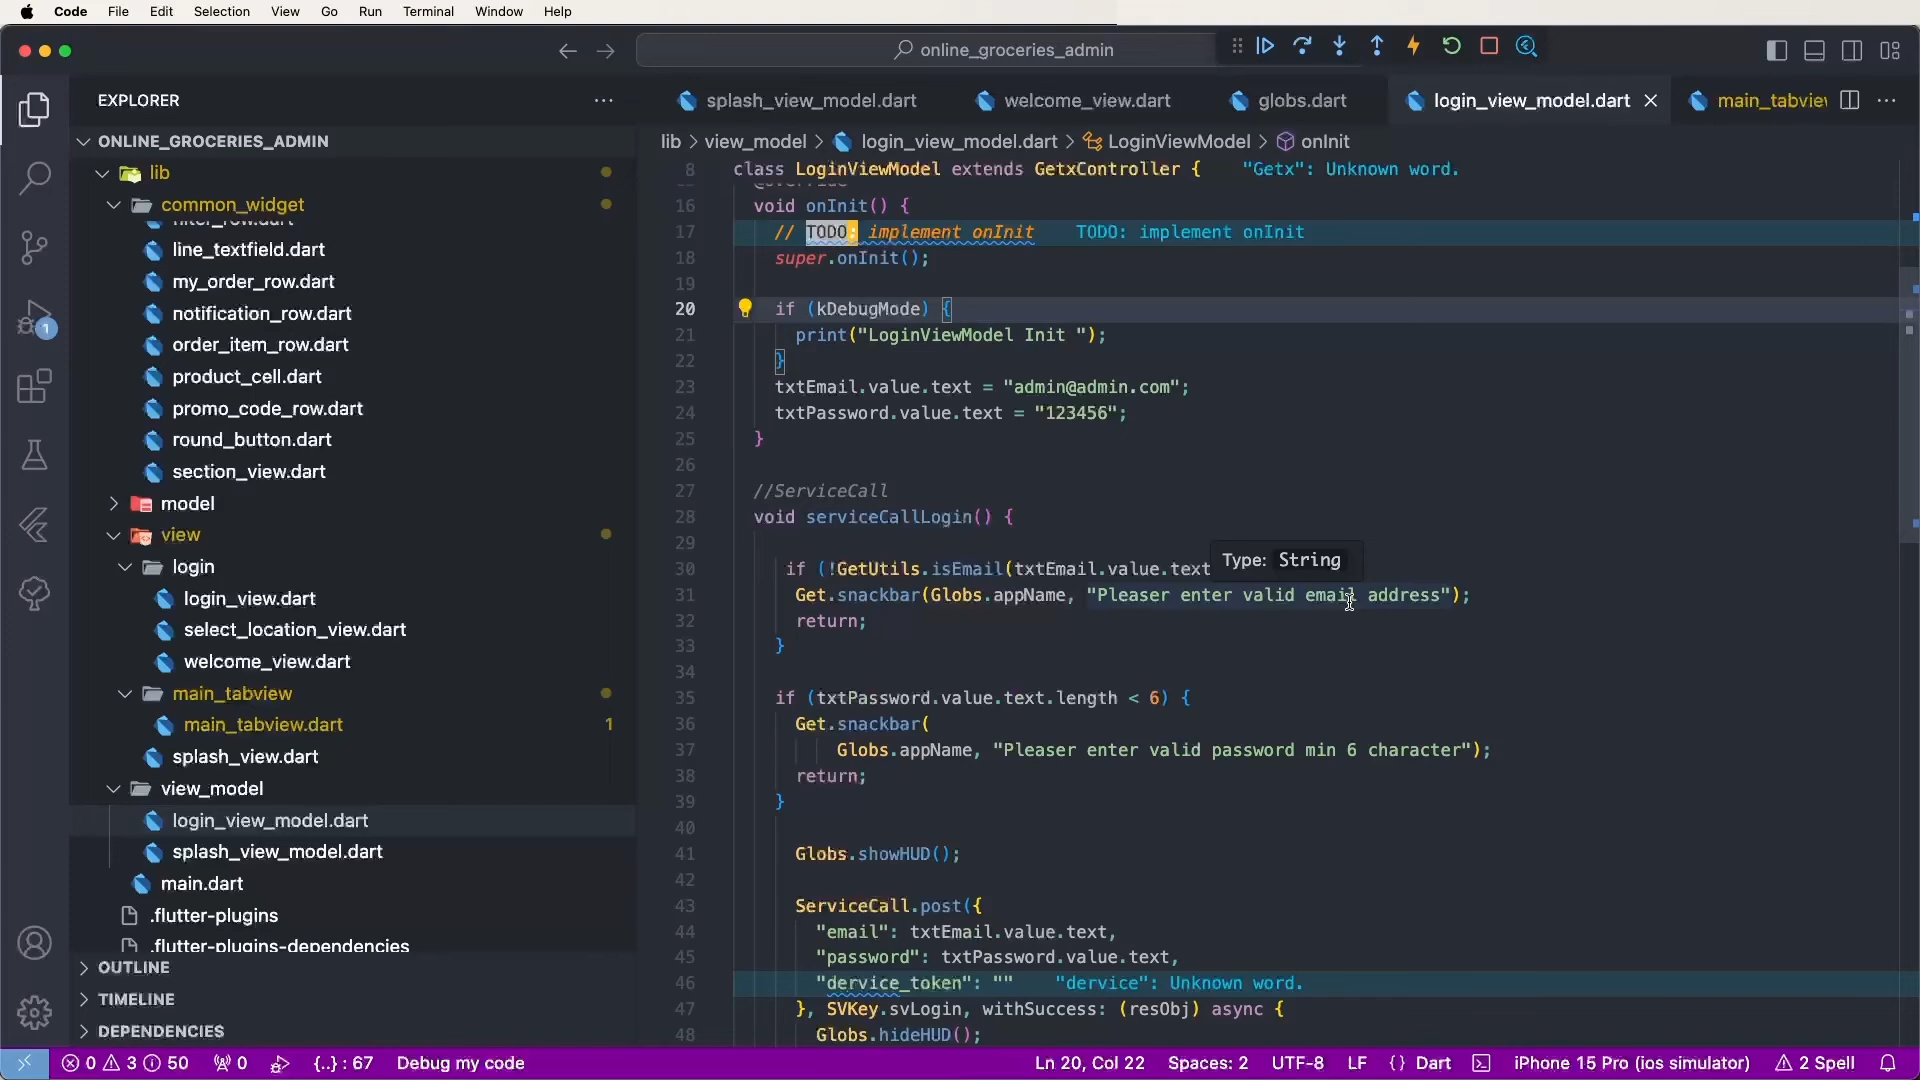 Code File Edit Selection View Go Run Terminal Window Help
online_groceries_admin
EXPLORER
splash_view_model.dart welcome_view.dart globs.dart login_view_model.dart main_tabview
ONLINE_GROCERIES_ADMIN
lib > view_model > login_view_model.dart > LoginViewModel > onInit
lib
common_widget
filter_row.dart
line_textfield.dart
my_order_row.dart
notification_row.dart
order_item_row.dart
product_cell.dart
promo_code_row.dart
round_button.dart
section_view.dart
model
view
login
login_view.dart
select_location_view.dart
welcome_view.dart
main_tabview
main_tabview.dart 1
splash_view.dart
view_model
login_view_model.dart
splash_view_model.dart
main.dart
.flutter-plugins
.flutter-plugins-dependencies
OUTLINE
TIMELINE
DEPENDENCIES
1
8 class LoginViewModel extends GetxController { "Getx": Unknown word.
@override
16 void onInit() {
17 // TODO: implement onInit TODO: implement onInit
18 super.onInit();
19
20 if (kDebugMode) {
21 print("LoginViewModel Init ");
22 }
23 txtEmail.value.text = "admin@admin.com";
24 txtPassword.value.text = "123456";
25 }
26
27 //ServiceCall
28 void serviceCallLogin() {
29
30 if (!GetUtils.isEmail(txtEmail.value.text
Type: String
31 Get.snackbar(Globs.appName, "Pleaser enter valid email address");
32 return;
33 }
34
35 if (txtPassword.value.text.length < 6) {
36 Get.snackbar(
37 Globs.appName, "Pleaser enter valid password min 6 character");
38 return;
39 }
40
41 Globs.showHUD();
42
43 ServiceCall.post({
44 "email": txtEmail.value.text,
45 "password": txtPassword.value.text,
46 "dervice_token": "" "dervice": Unknown word.
47 }, SVKey.svLogin, withSuccess: (resObj) async {
48 Globs.hideHUD();
0 3 50 0 {..} : 67 Debug my code Ln 20, Col 22 Spaces: 2 UTF-8 LF {} Dart iPhone 15 Pro (ios simulator) 2 Spell